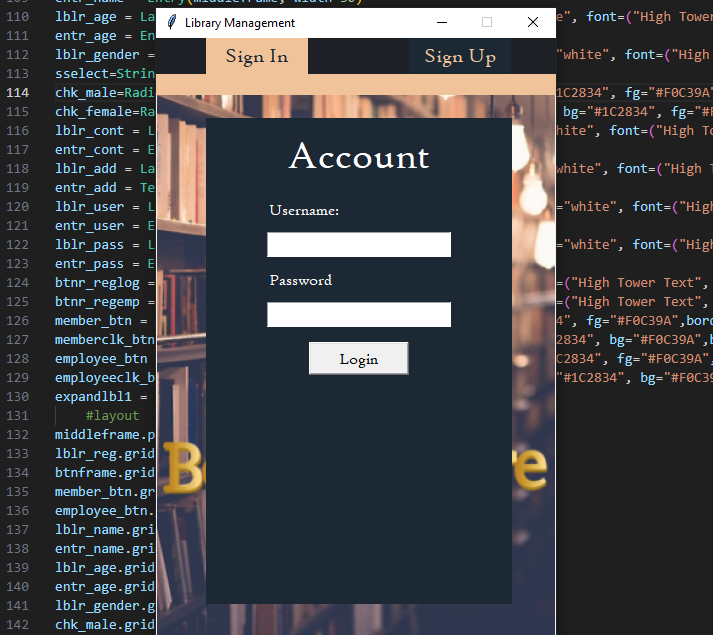 110 lblr_age = La e", font=("High Tower
111 entr_age = En
112 lblr_gender = "white", font=("High
113 sselect=Strin
114 chk_male=Radi 1C2834", fg="#F0C39A"
115 chk_female=Ra bg="#1C2834", fg="#F
116 lblr_cont = L hite", font=("High To
117 entr_cont = E
118 lblr_add = La white", font=("High T
119 entr_add = Te
120 lblr_user = L ="white", font=("High
121 entr_user = E
122 lblr_pass = L ="white", font=("High
123 entr_pass = E
124 btnr_reglog = =("High Tower Text",
125 btnr_regemp = =("High Tower Text",
126 member_btn = 4", fg="#F0C39A",bor
127 memberclk_btn 2834", bg="#F0C39A",b
128 employee_btn C2834", fg="#F0C39A",
129 employeeclk_b "#1C2834", bg="#F0C39
130 expandlbl1 =
131 #layout
132 middleframe.p
133 lblr_reg.grid
134 btnframe.grid
135 member_btn.gr
136 employee_btn.
137 lblr_name.grid
138 entr_name.grid
139 lblr_age.grid
140 entr_age.grid
141 lblr_gender.g
142 chk_male.grid
Library Management
Sign In Sign Up
Account
Username:
Password
Login